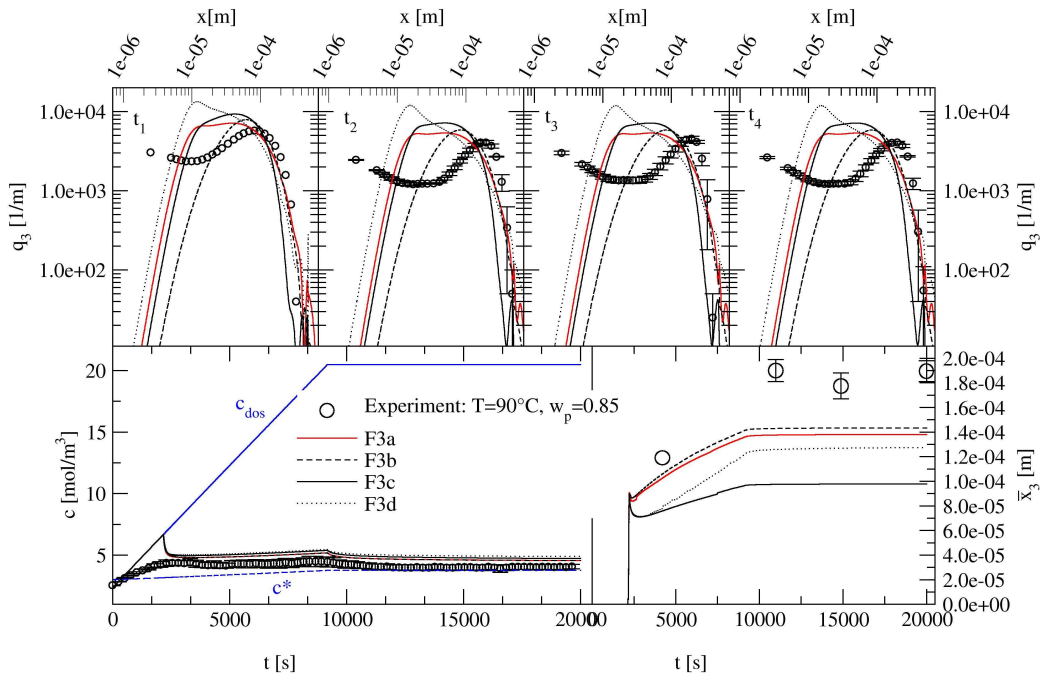 x[m] x[m] x[m] x[m]
1e-06 1e-05 1e-04 1e-06 1e-05 1e-04 1e-06 1e-05 1e-04 1e-06 1e-05 1e-04
q3 [1/m]
1.0e+04
1.0e+03
1.0e+02
t1
t2
t3
t4
1.0e+04
1.0e+03
1.0e+02
q3 [1/m]
c [mol/m3]
20
15
10
5
0
cdos
Experiment: T=90°C, wp=0.85
F3a
F3b
F3c
F3d
c*
2.0e-04
1.8e-04
1.6e-04
1.4e-04
1.2e-04
1.0e-04
8.0e-05
6.0e-05
4.0e-05
2.0e-05
0.0e+00
x̅3 [m]
0 5000 10000 15000 20000 5000 10000 15000 20000
t [s] t [s]